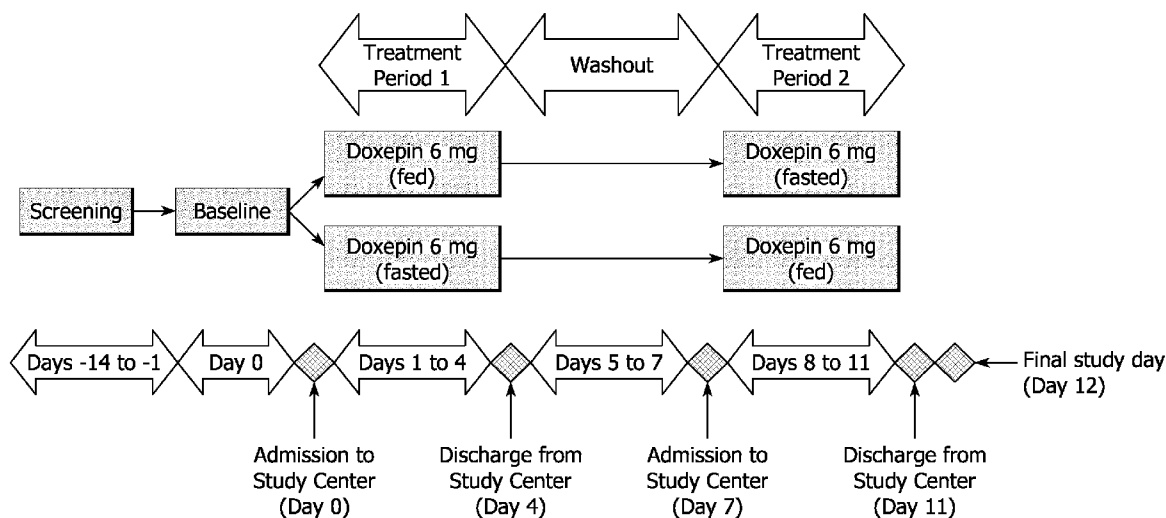 Treatment
Period 1
Washout
Treatment
Period 2
Doxepin 6 mg
(fed)
Doxepin 6 mg
(fasted)
Screening
Baseline
Doxepin 6 mg
(fasted)
Doxepin 6 mg
(fed)
Days -14 to -1
Day 0
Days 1 to 4
Days 5 to 7
Days 8 to 11
Final study day
(Day 12)
Admission to
Study Center
(Day 0)
Discharge from
Study Center
(Day 4)
Admission to
Study Center
(Day 7)
Discharge from
Study Center
(Day 11)